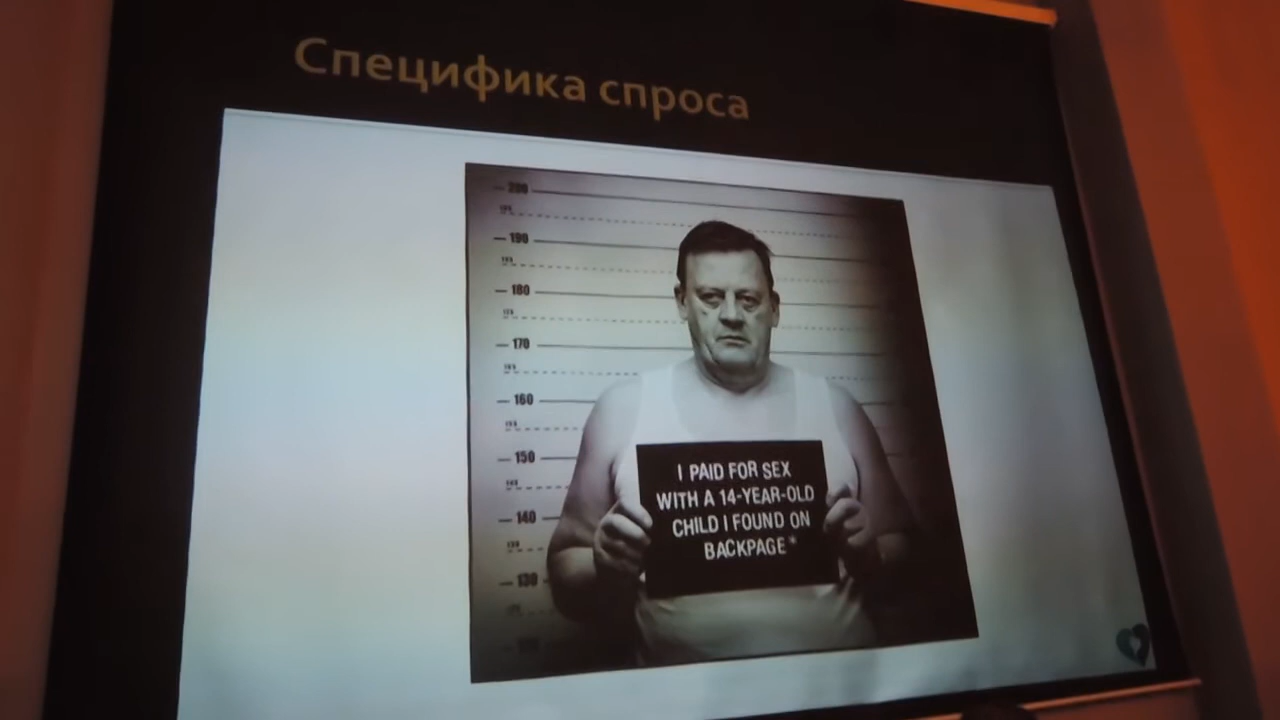 Специфика спроса
200
190
180
170
160
150
140
130
I PAID FOR SEX
WITH A 14-YEAR-OLD
CHILD I FOUND ON
BACKPAGE*